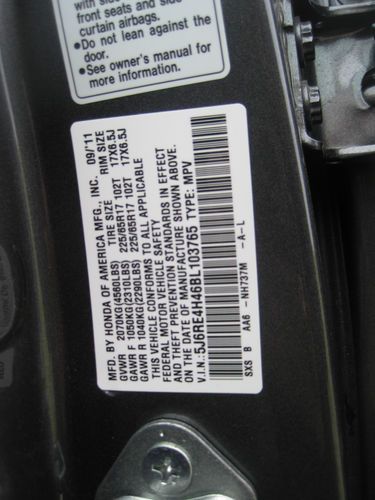 with side
front seats and side
curtain airbags.
•Do not lean against the
door.
•See owner's manual for
more information.
MFD. BY HONDA OF AMERICA MFG., INC. 09/'11
TIRE SIZE RIM SIZE
GVWR 2070KG(4560LBS) 225/65R17 102T 17X6.5J
GAWR F 1050KG(2310LBS) 225/65R17 102T 17X6.5J
GAWR R 1040KG(2290LBS)
THIS VEHICLE CONFORMS TO ALL APPLICABLE
FEDERAL MOTOR VEHICLE SAFETY
AND THEFT PREVENTION STANDARDS IN EFFECT
ON THE DATE OF MANUFACTURE SHOWN ABOVE.
V.I.N.: 5J6RE4H46BL103765 TYPE: MPV
SXS B AA6 -NH737M -A-L